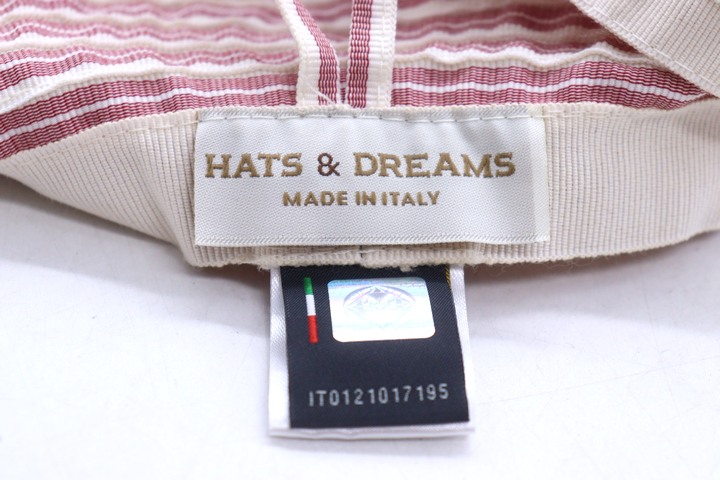 HATS & DREAMS
MADE IN ITALY
IT0121017195